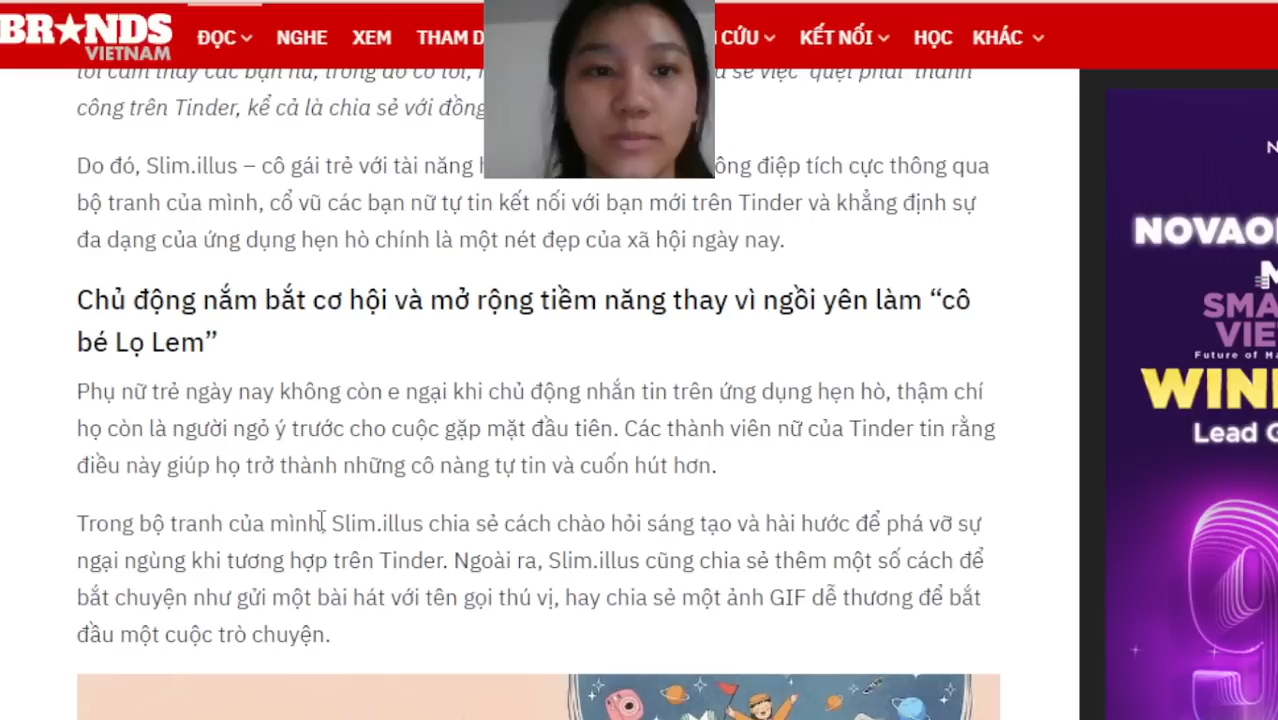 BR★NDS
VIETNAM
ĐỌC NGHE XEM THAM CỨU KẾT NỐI HỌC KHÁC
công trên Tinder, kể cả là chia sẻ với đồng
Do đó, Slim.illus – cô gái trẻ với tài năng điệp tích cực thông qua
bộ tranh của mình, cổ vũ các bạn nữ tự tin kết nối với bạn mới trên Tinder và khẳng định sự
đa dạng của ứng dụng hẹn hò chính là một nét đẹp của xã hội ngày nay.
Chủ động nắm bắt cơ hội và mở rộng tiềm năng thay vì ngồi yên làm “cô
bé Lọ Lem”
Phụ nữ trẻ ngày nay không còn e ngại khi chủ động nhắn tin trên ứng dụng hẹn hò, thậm chí
họ còn là người ngỏ ý trước cho cuộc gặp mặt đầu tiên. Các thành viên nữ của Tinder tin rằng
điều này giúp họ trở thành những cô nàng tự tin và cuốn hút hơn.
Trong bộ tranh của mình, Slim.illus chia sẻ cách chào hỏi sáng tạo và hài hước để phá vỡ sự
ngại ngùng khi tương hợp trên Tinder. Ngoài ra, Slim.illus cũng chia sẻ thêm một số cách để
bắt chuyện như gửi một bài hát với tên gọi thú vị, hay chia sẻ một ảnh GIF dễ thương để bắt
đầu một cuộc trò chuyện.
NOVAO
SMA
VIE
Future of M
WIN
Lead G